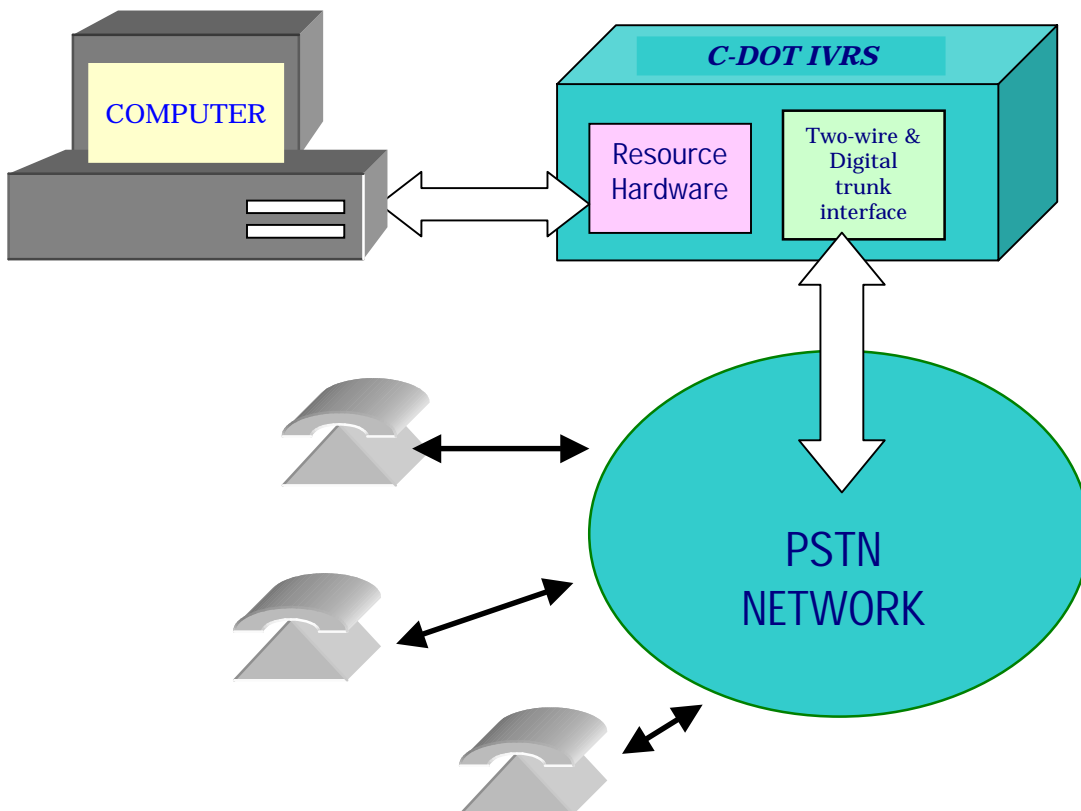 C-DOT IVRS
COMPUTER
Resource
Hardware
Two-wire &
Digital
trunk
interface
PSTN
NETWORK